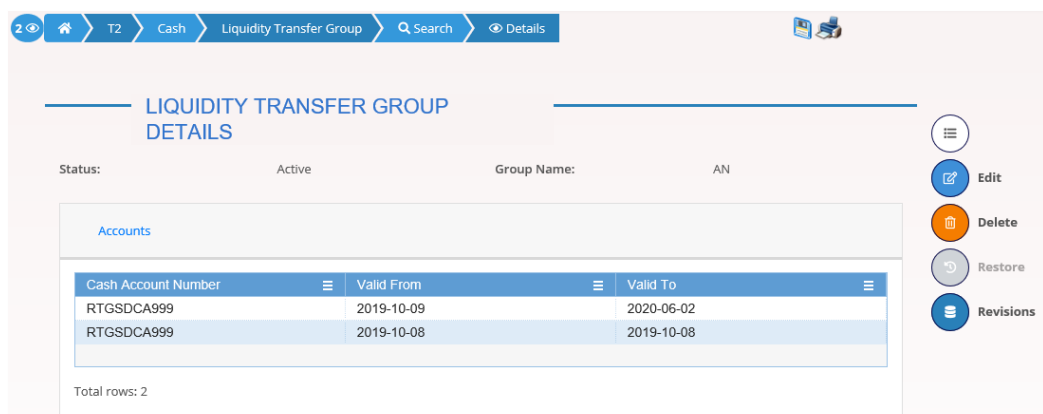 2 T2 Cash Liquidity Transfer Group Search Details
LIQUIDITY TRANSFER GROUP
DETAILS
Status: Active Group Name: AN
Edit
Delete
Restore
Revisions
Accounts
Cash Account Number Valid From Valid To
RTGSDCA999 2019-10-09 2020-06-02
RTGSDCA999 2019-10-08 2019-10-08
Total rows: 2